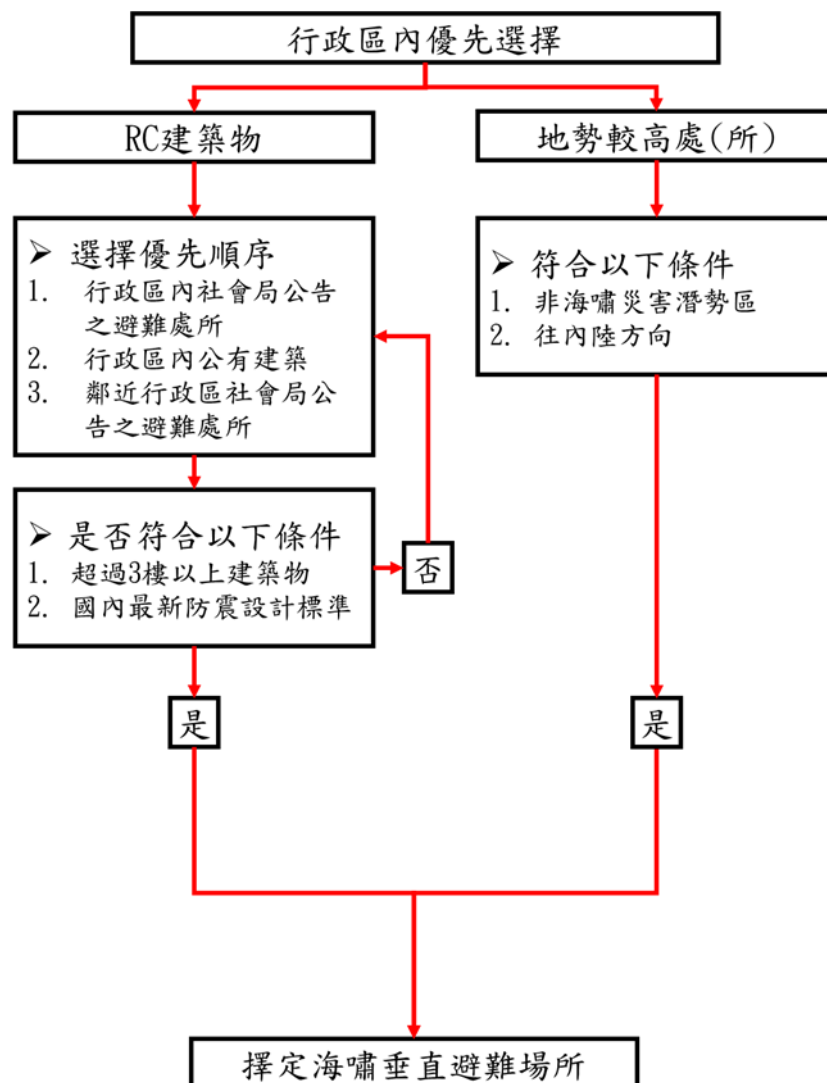 行政區內優先選擇
RC建築物
地勢較高處(所)
➢ 選擇優先順序
1. 行政區內社會局公告
之避難處所
2. 行政區內公有建築
3. 鄰近行政區社會局公
告之避難處所
➢ 符合以下條件
1. 非海嘯災害潛勢區
2. 往內陸方向
➢ 是否符合以下條件
1. 超過3樓以上建築物
2. 國內最新防震設計標準
否
是
是
擇定海嘯垂直避難場所